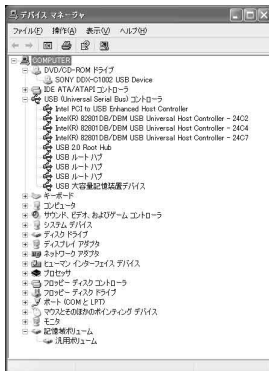 デバイス マネージャ
ファイル(F) 操作(A) 表示(V) ヘルプ(H)
COMPUTER
DVD/CD-ROM ドライブ
SONY DDX-C1002 USB Device
IDE ATA/ATAPI コントローラ
USB (Universal Serial Bus) コントローラ
Intel PCI to USB Enhanced Host Controller
Intel(R) 82801DB/DBM USB Universal Host Controller - 24C2
Intel(R) 82801DB/DBM USB Universal Host Controller - 24C4
Intel(R) 82801DB/DBM USB Universal Host Controller - 24C7
USB 2.0 Root Hub
USB ルート ハブ
USB ルート ハブ
USB ルート ハブ
USB 大容量記憶装置デバイス
キーボード
コンピュータ
サウンド、ビデオ、およびゲーム コントローラ
システム デバイス
ディスク ドライブ
ディスプレイ アダプタ
ネットワーク アダプタ
ヒューマン インターフェイス デバイス
プロセッサ
フロッピー ディスク コントローラ
フロッピー ディスク ドライブ
ポート (COM と LPT)
マウスとそのほかのポインティング デバイス
モニタ
記憶域ボリューム
汎用ボリューム